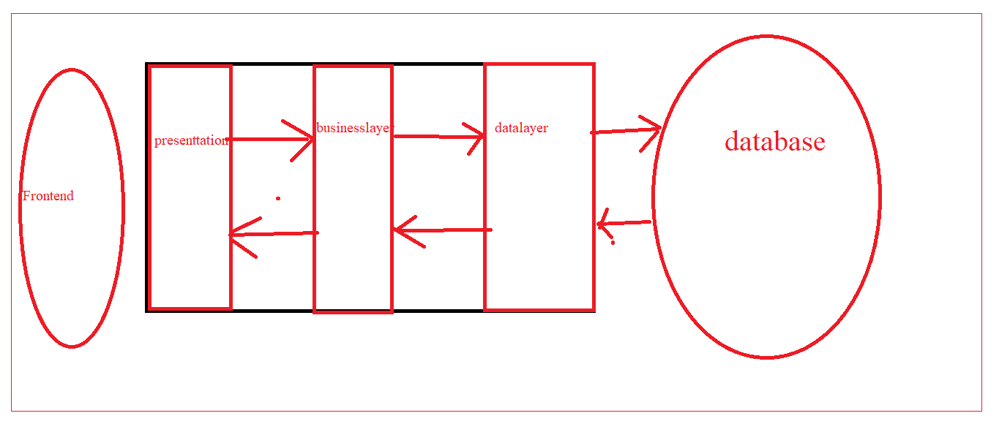 Frontend
presenttation
businesslayer
datalayer
database